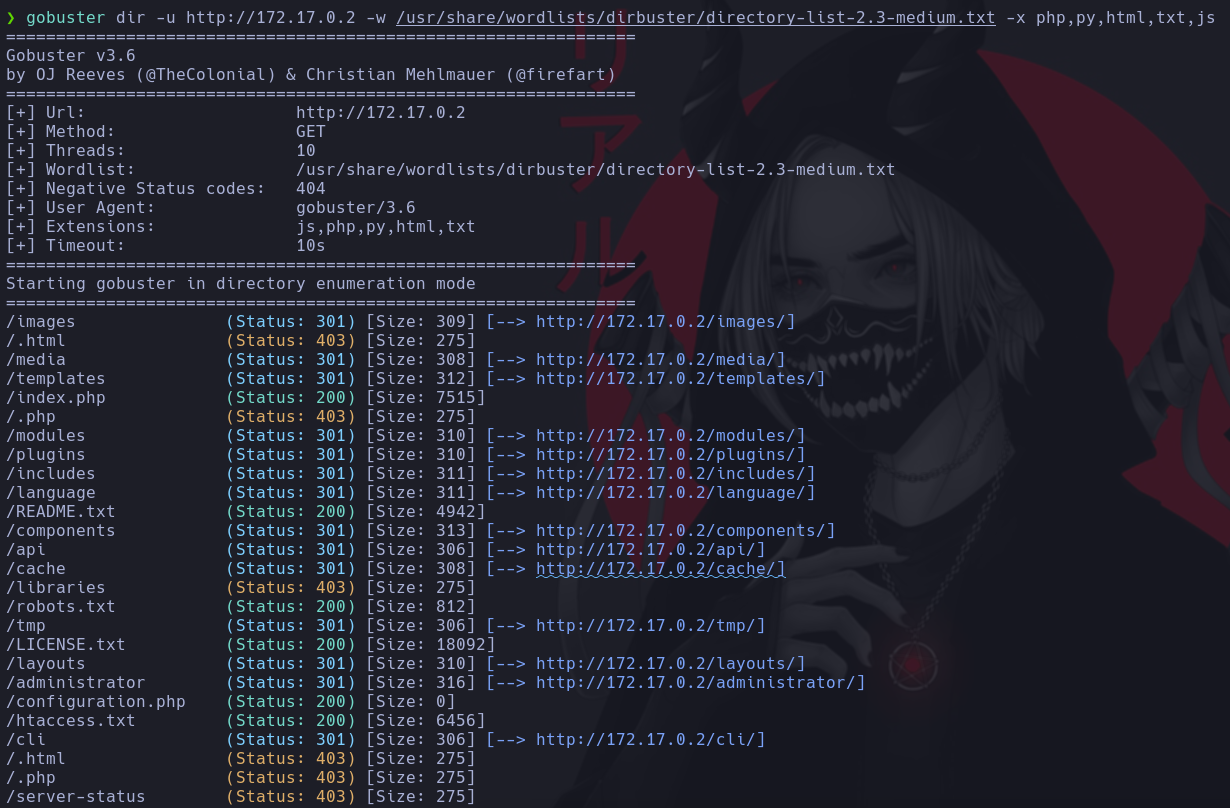 ❯ gobuster dir -u http://172.17.0.2 -w /usr/share/wordlists/dirbuster/directory-list-2.3-medium.txt -x php,py,html,txt,js
===============================================================
Gobuster v3.6
by OJ Reeves (@TheColonial) & Christian Mehlmauer (@firefart)
===============================================================
[+] Url:                     http://172.17.0.2
[+] Method:                  GET
[+] Threads:                 10
[+] Wordlist:                /usr/share/wordlists/dirbuster/directory-list-2.3-medium.txt
[+] Negative Status codes:   404
[+] User Agent:              gobuster/3.6
[+] Extensions:              js,php,py,html,txt
[+] Timeout:                 10s
===============================================================
Starting gobuster in directory enumeration mode
===============================================================
/images               (Status: 301) [Size: 309] [--> http://172.17.0.2/images/]
/.html                (Status: 403) [Size: 275]
/media                (Status: 301) [Size: 308] [--> http://172.17.0.2/media/]
/templates            (Status: 301) [Size: 312] [--> http://172.17.0.2/templates/]
/index.php            (Status: 200) [Size: 7515]
/.php                 (Status: 403) [Size: 275]
/modules              (Status: 301) [Size: 310] [--> http://172.17.0.2/modules/]
/plugins              (Status: 301) [Size: 310] [--> http://172.17.0.2/plugins/]
/includes             (Status: 301) [Size: 311] [--> http://172.17.0.2/includes/]
/language             (Status: 301) [Size: 311] [--> http://172.17.0.2/language/]
/README.txt           (Status: 200) [Size: 4942]
/components           (Status: 301) [Size: 313] [--> http://172.17.0.2/components/]
/api                  (Status: 301) [Size: 306] [--> http://172.17.0.2/api/]
/cache                (Status: 301) [Size: 308] [--> http://172.17.0.2/cache/]
/libraries            (Status: 403) [Size: 275]
/robots.txt           (Status: 200) [Size: 812]
/tmp                  (Status: 301) [Size: 306] [--> http://172.17.0.2/tmp/]
/LICENSE.txt          (Status: 200) [Size: 18092]
/layouts              (Status: 301) [Size: 310] [--> http://172.17.0.2/layouts/]
/administrator        (Status: 301) [Size: 316] [--> http://172.17.0.2/administrator/]
/configuration.php    (Status: 200) [Size: 0]
/htaccess.txt         (Status: 200) [Size: 6456]
/cli                  (Status: 301) [Size: 306] [--> http://172.17.0.2/cli/]
/.html                (Status: 403) [Size: 275]
/.php                 (Status: 403) [Size: 275]
/server-status        (Status: 403) [Size: 275]
リアル